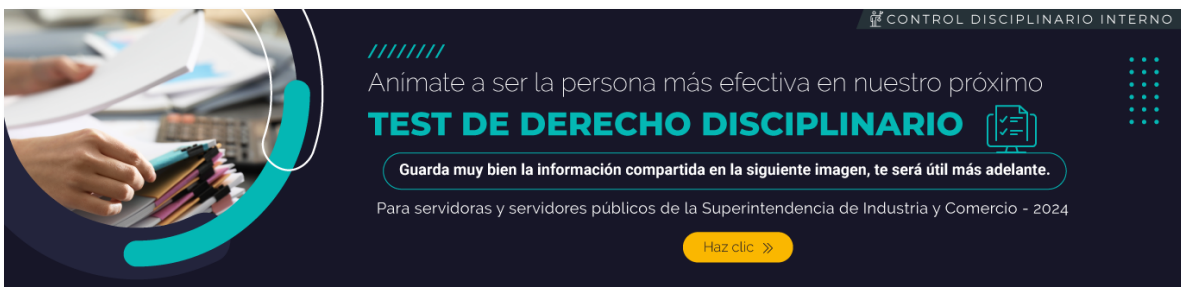 CONTROL DISCIPLINARIO INTERNO
Anímate a ser la persona más efectiva en nuestro próximo
TEST DE DERECHO DISCIPLINARIO
Guarda muy bien la información compartida en la siguiente imagen, te será útil más adelante.
Para servidoras y servidores públicos de la Superintendencia de Industria y Comercio - 2024
Haz clic »